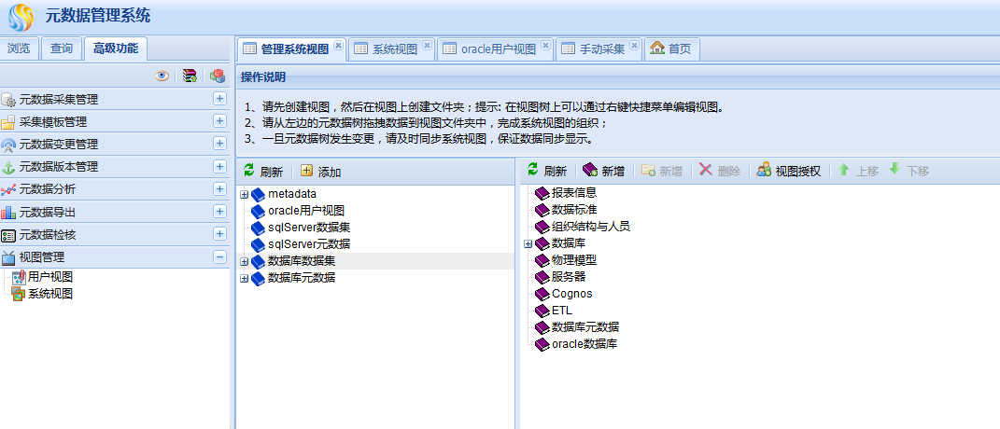 元数据管理系统
浏览 查询 高级功能
管理系统视图 系统视图 oracle用户视图 手动采集 首页
操作说明
1、请先创建视图，然后在视图上创建文件夹；提示: 在视图树上可以通过右键快捷菜单编辑视图。
2、请从左边的元数据树拖拽数据到视图文件夹中，完成系统视图的组织；
3、一旦元数据树发生变更，请及时同步系统视图，保证数据同步显示。
元数据采集管理
采集模板管理
元数据变更管理
元数据版本管理
元数据分析
元数据导出
元数据检核
视图管理
用户视图
系统视图
刷新 添加
metadata
oracle用户视图
sqlServer数据集
sqlServer元数据
数据库数据集
数据库元数据
刷新 新增 新增 删除 视图授权 上移 下移
报表信息
数据标准
组织结构与人员
数据库
物理模型
服务器
Cognos
ETL
数据库元数据
oracle数据库